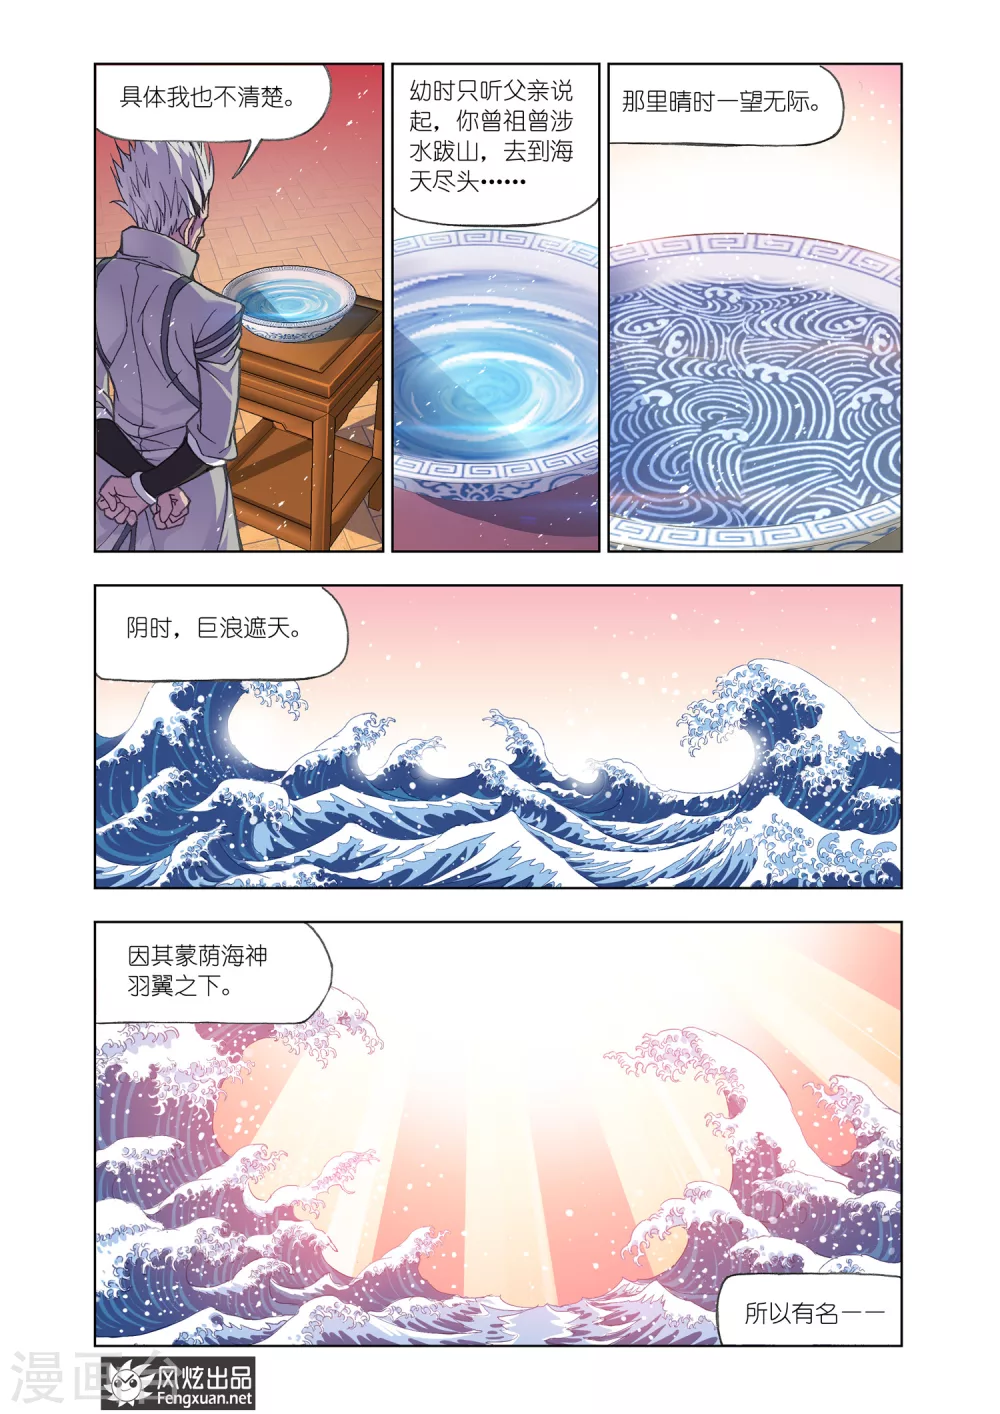 具体我也不清楚。
幼时只听父亲说
起，你曾祖曾涉
水跋山，去到海
天尽头……
那里晴时一望无际。
阴时，巨浪遮天。
因其蒙荫海神
羽翼之下。
所以有名——
漫画台
风炫出品
Fengxuan.net